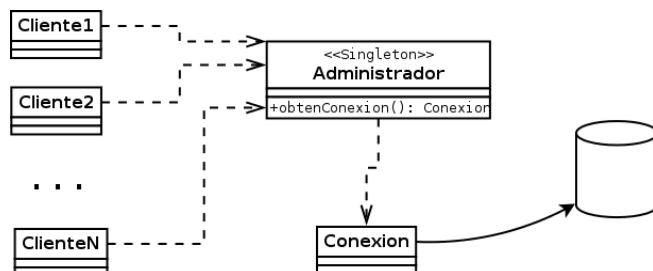 Cliente1
<<Singleton>>
Administrador
+obtenConexion(): Conexion
Cliente2
. . .
ClienteN
Conexion